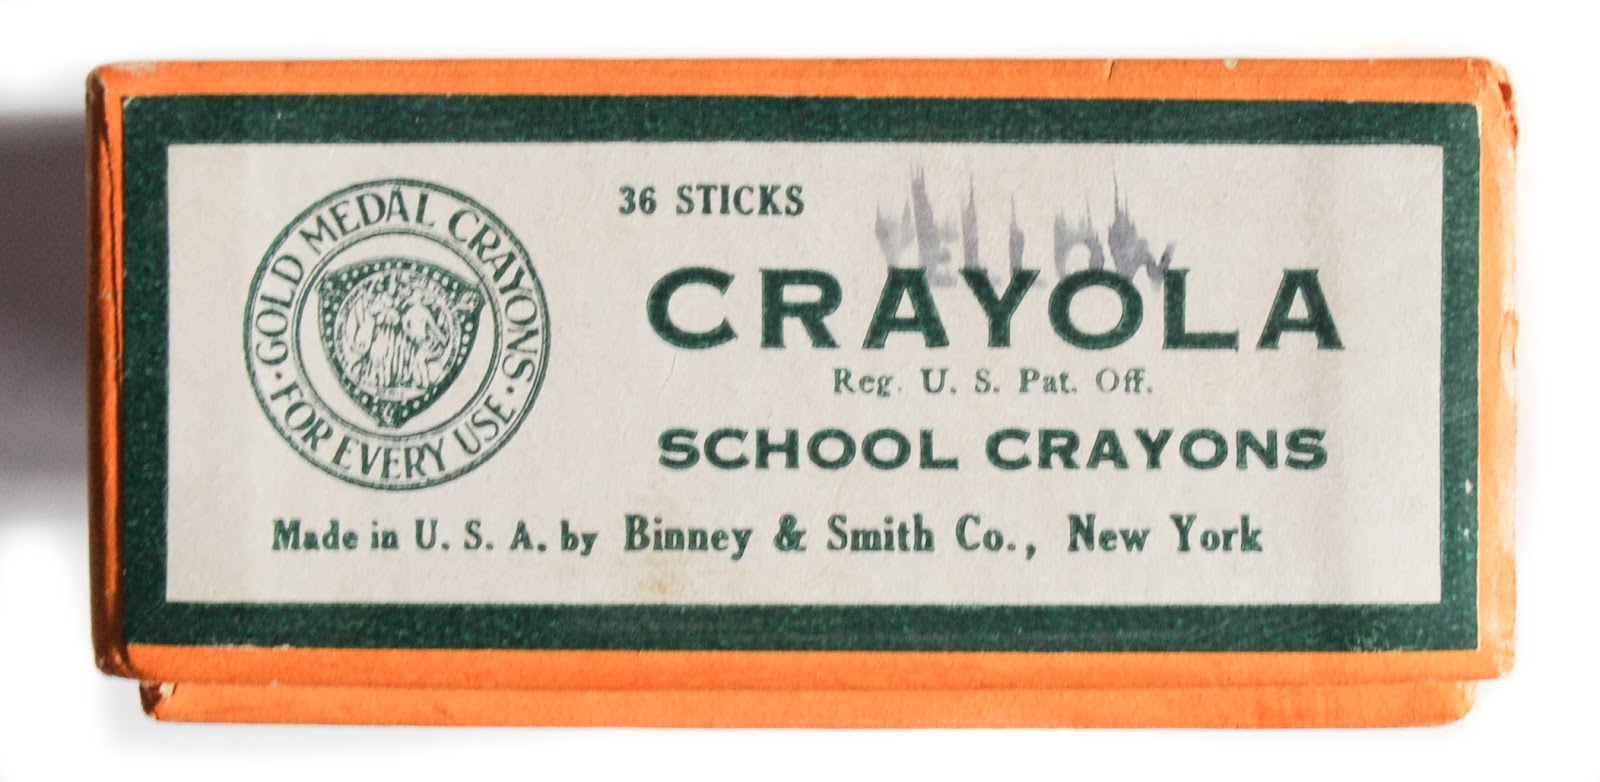 GOLD MEDAL CRAYONS
· FOR EVERY USE ·
36 STICKS
YELLOW
CRAYOLA
Reg. U. S. Pat. Off.
SCHOOL CRAYONS
Made in U. S. A. by Binney & Smith Co., New York